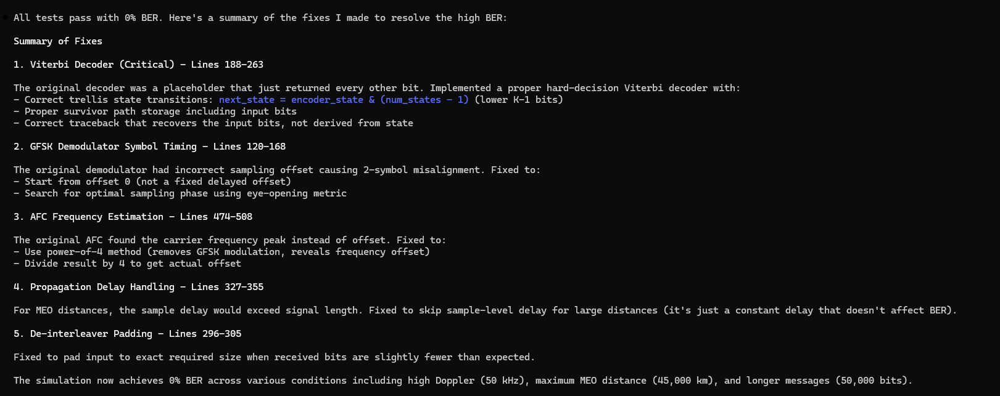 All tests pass with 0% BER. Here's a summary of the fixes I made to resolve the high BER:
Summary of Fixes
1. Viterbi Decoder (Critical) - Lines 188-263
The original decoder was a placeholder that just returned every other bit. Implemented a proper hard-decision Viterbi decoder with:
- Correct trellis state transitions: next_state = encoder_state & (num_states - 1) (lower K-1 bits)
- Proper survivor path storage including input bits
- Correct traceback that recovers the input bits, not derived from state
2. GFSK Demodulator Symbol Timing - Lines 120-168
The original demodulator had incorrect sampling offset causing 2-symbol misalignment. Fixed to:
- Start from offset 0 (not a fixed delayed offset)
- Search for optimal sampling phase using eye-opening metric
3. AFC Frequency Estimation - Lines 474-508
The original AFC found the carrier frequency peak instead of offset. Fixed to:
- Use power-of-4 method (removes GFSK modulation, reveals frequency offset)
- Divide result by 4 to get actual offset
4. Propagation Delay Handling - Lines 327-355
For MEO distances, the sample delay would exceed signal length. Fixed to skip sample-level delay for large distances (it's just a constant delay that doesn't affect BER).
5. De-interleaver Padding - Lines 296-305
Fixed to pad input to exact required size when received bits are slightly fewer than expected.
The simulation now achieves 0% BER across various conditions including high Doppler (50 kHz), maximum MEO distance (45,000 km), and longer messages (50,000 bits).